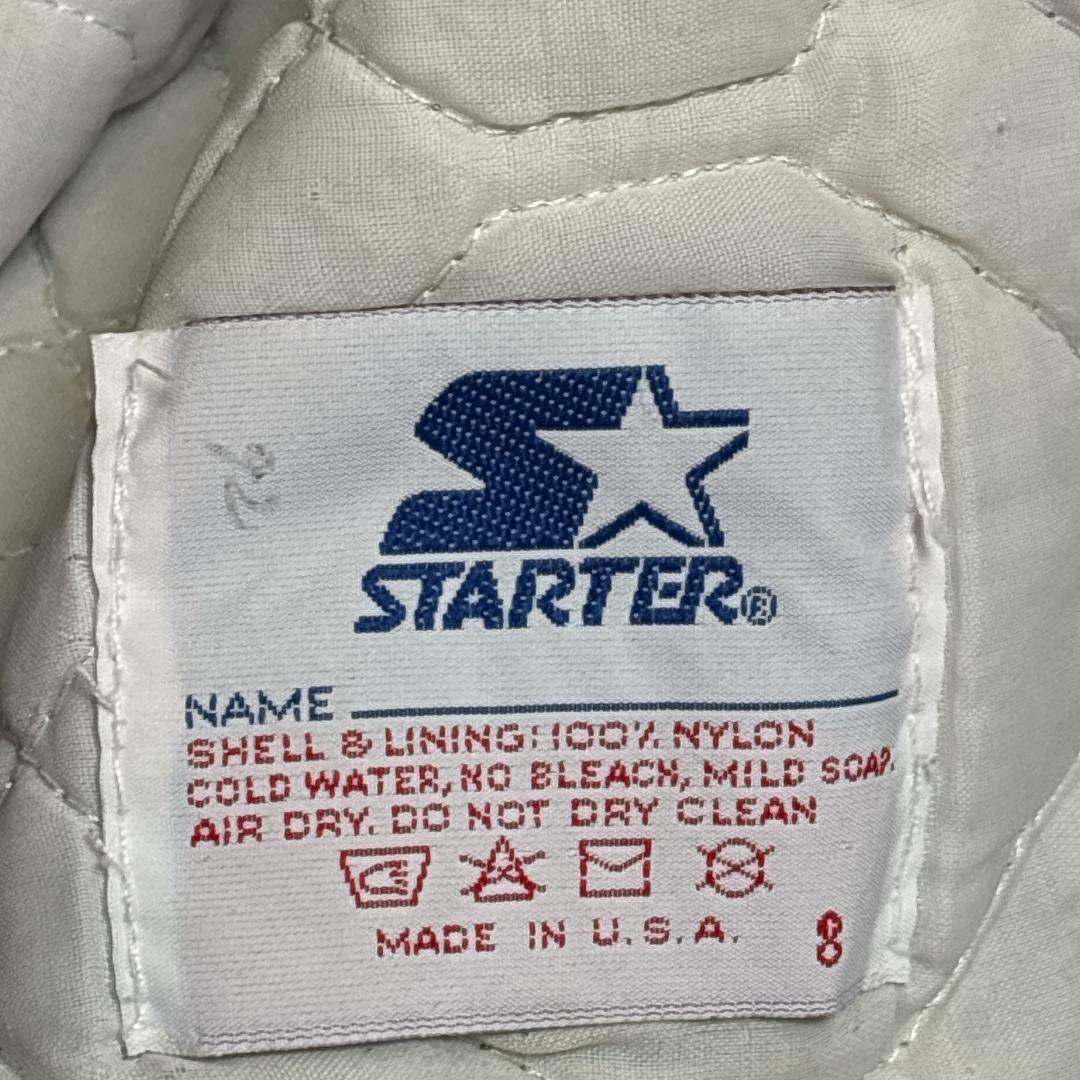 STARTER®
NAME
SHELL & LINING: 100% NYLON
COLD WATER, NO BLEACH, MILD SOAP.
AIR DRY. DO NOT DRY CLEAN
MADE IN U.S.A.
8